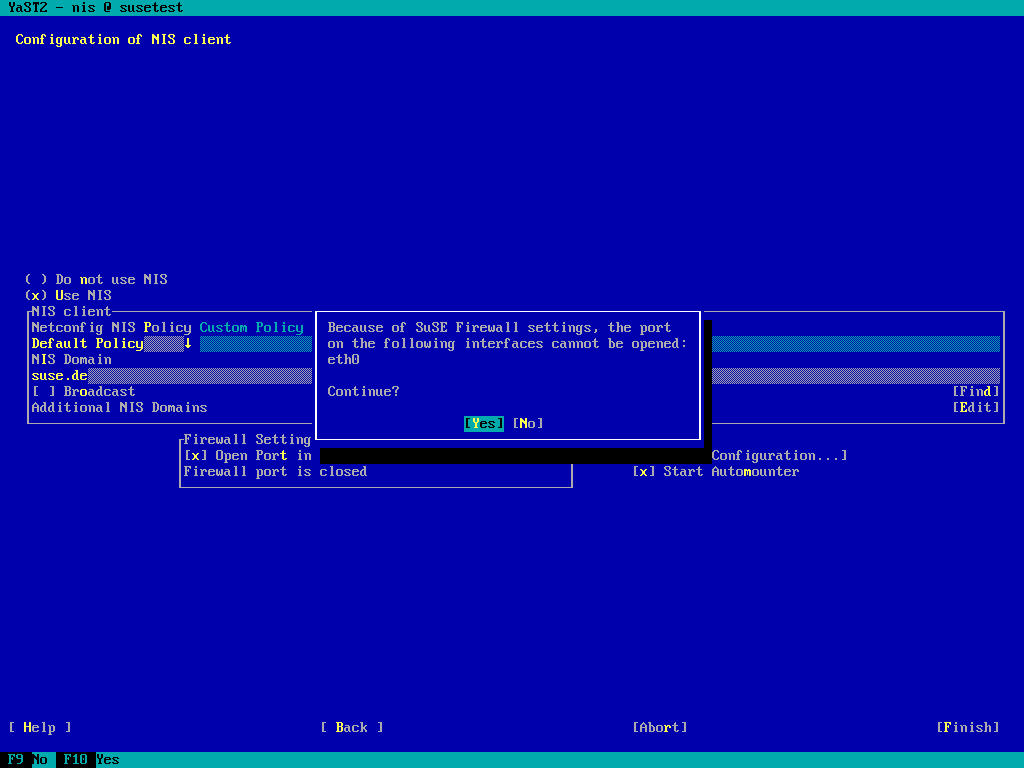 YaST2 - nis @ susetest
Configuration of NIS client
( ) Do not use NIS
(x) Use NIS
NIS client
Netconfig NIS Policy Custom Policy
Default Policy ↓
NIS Domain
suse.de
[ ] Broadcast [Find]
Additional NIS Domains [Edit]
Because of SuSE Firewall settings, the port
on the following interfaces cannot be opened:
eth0
Continue?
[Yes] [No]
Firewall Setting
[x] Open Port in Configuration...]
Firewall port is closed [x] Start Automounter
[ Help ] [ Back ] [Abort] [Finish]
F9 No F10 Yes